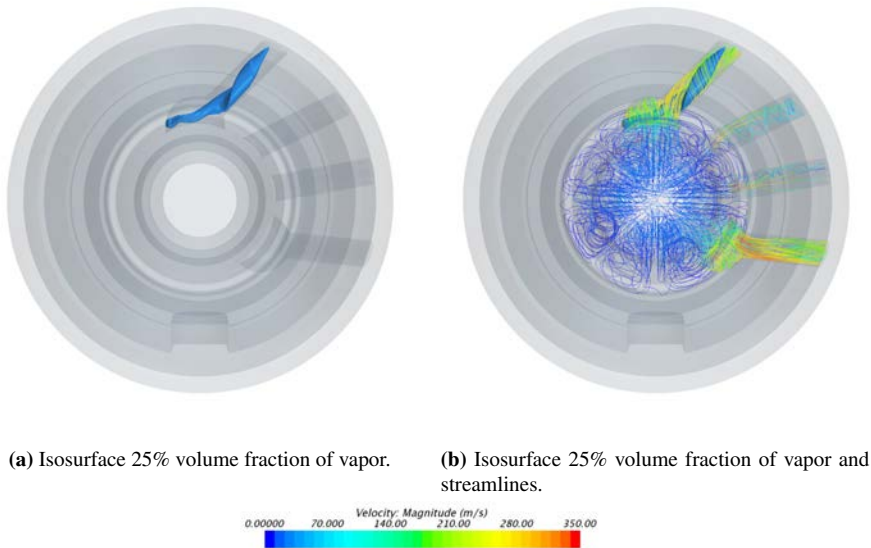 (a) Isosurface 25% volume fraction of vapor.
(b) Isosurface 25% volume fraction of vapor and
streamlines.
Velocity: Magnitude (m/s)
0.00000 70.000 140.00 210.00 280.00 350.00